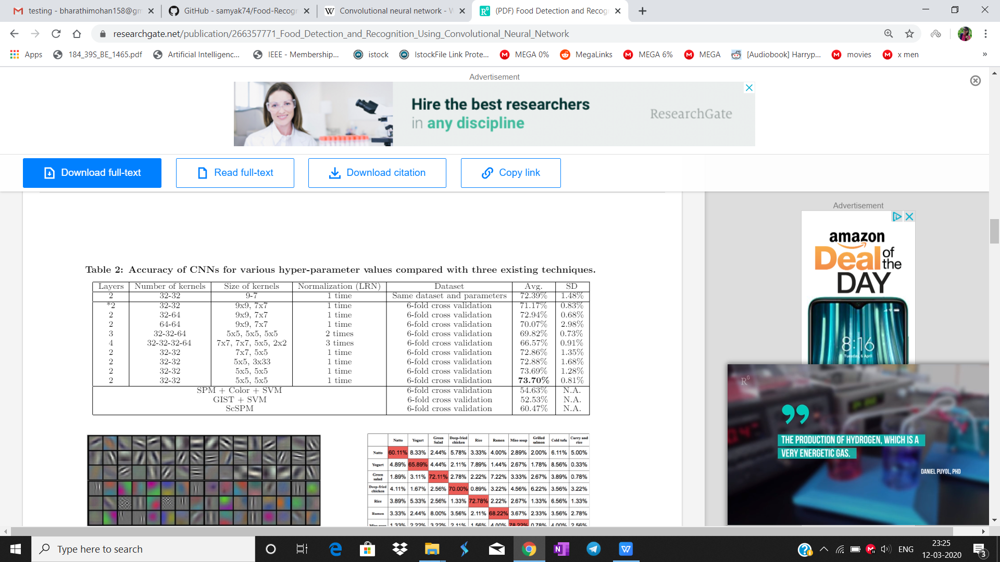 testing - bharathimohan158@gm
GitHub - samyak74/Food-Recogn
Convolutional neural network - W
(PDF) Food Detection and Recogn
researchgate.net/publication/266357771_Food_Detection_and_Recognition_Using_Convolutional_Neural_Network
Apps 184_39S_BE_1465.pdf Artificial Intelligenc... IEEE - Membership... istock IstockFile Link Prote... MEGA 0% MegaLinks MEGA 6% MEGA [Audiobook] Harryp... movies x men »
Advertisement
Hire the best researchers
in any discipline
ResearchGate
Download full-text Read full-text Download citation Copy link
Advertisement
amazon
Deal of the
DAY
8:16
Tuesday, 6 April
Table 2: Accuracy of CNNs for various hyper-parameter values compared with three existing techniques.
Layers Number of kernels Size of kernels Normalization (LRN) Dataset Avg. SD
2 32-32 9-7 1 time Same dataset and parameters 72.39% 1.48%
*2 32-32 9x9, 7x7 1 time 6-fold cross validation 71.17% 0.83%
2 32-64 9x9, 7x7 1 time 6-fold cross validation 72.94% 0.68%
2 64-64 9x9, 7x7 1 time 6-fold cross validation 70.07% 2.98%
3 32-32-64 5x5, 5x5, 5x5 2 times 6-fold cross validation 69.82% 0.73%
4 32-32-32-64 7x7, 7x7, 5x5, 2x2 3 times 6-fold cross validation 66.57% 0.91%
2 32-32 7x7, 5x5 1 time 6-fold cross validation 72.86% 1.35%
2 32-32 5x5, 3x33 1 time 6-fold cross validation 72.88% 1.68%
2 32-32 5x5, 5x5 1 time 6-fold cross validation 73.69% 1.28%
2 32-32 5x5, 5x5 1 time 6-fold cross validation 73.70% 0.81%
SPM + Color + SVM 6-fold cross validation 54.63% N.A.
GIST + SVM 6-fold cross validation 52.53% N.A.
ScSPM 6-fold cross validation 60.47% N.A.
Natto Yogurt Green Salad Deep-fried chicken Rice Ramen Miso soup Grilled salmon Cold tofu Curry and rice
Natto 60.11% 8.33% 2.44% 5.78% 3.33% 4.00% 2.89% 2.00% 6.11% 5.00%
Yogurt 4.89% 65.89% 4.44% 2.11% 7.89% 1.44% 2.67% 1.78% 8.56% 0.33%
Green salad 1.89% 3.11% 72.11% 2.78% 2.22% 7.22% 3.33% 2.67% 3.89% 0.78%
Deep-fried chicken 4.11% 1.67% 2.56% 70.00% 0.89% 3.22% 4.56% 6.22% 3.56% 3.22%
Rice 3.89% 5.33% 2.56% 1.33% 72.78% 2.22% 2.67% 1.33% 6.56% 1.33%
Ramen 3.33% 2.44% 8.00% 3.56% 2.11% 68.22% 3.67% 2.33% 3.56% 2.78%
Miso soup 1.33% 2.22% 3.22% 2.11% 1.56% 4.00% 78.22% 0.78% 4.00% 2.56%
RG
THE PRODUCTION OF HYDROGEN, WHICH IS A
VERY ENERGETIC GAS.
DANIEL PUYOL, PHD
Type here to search
ENG
23:25
12-03-2020
3